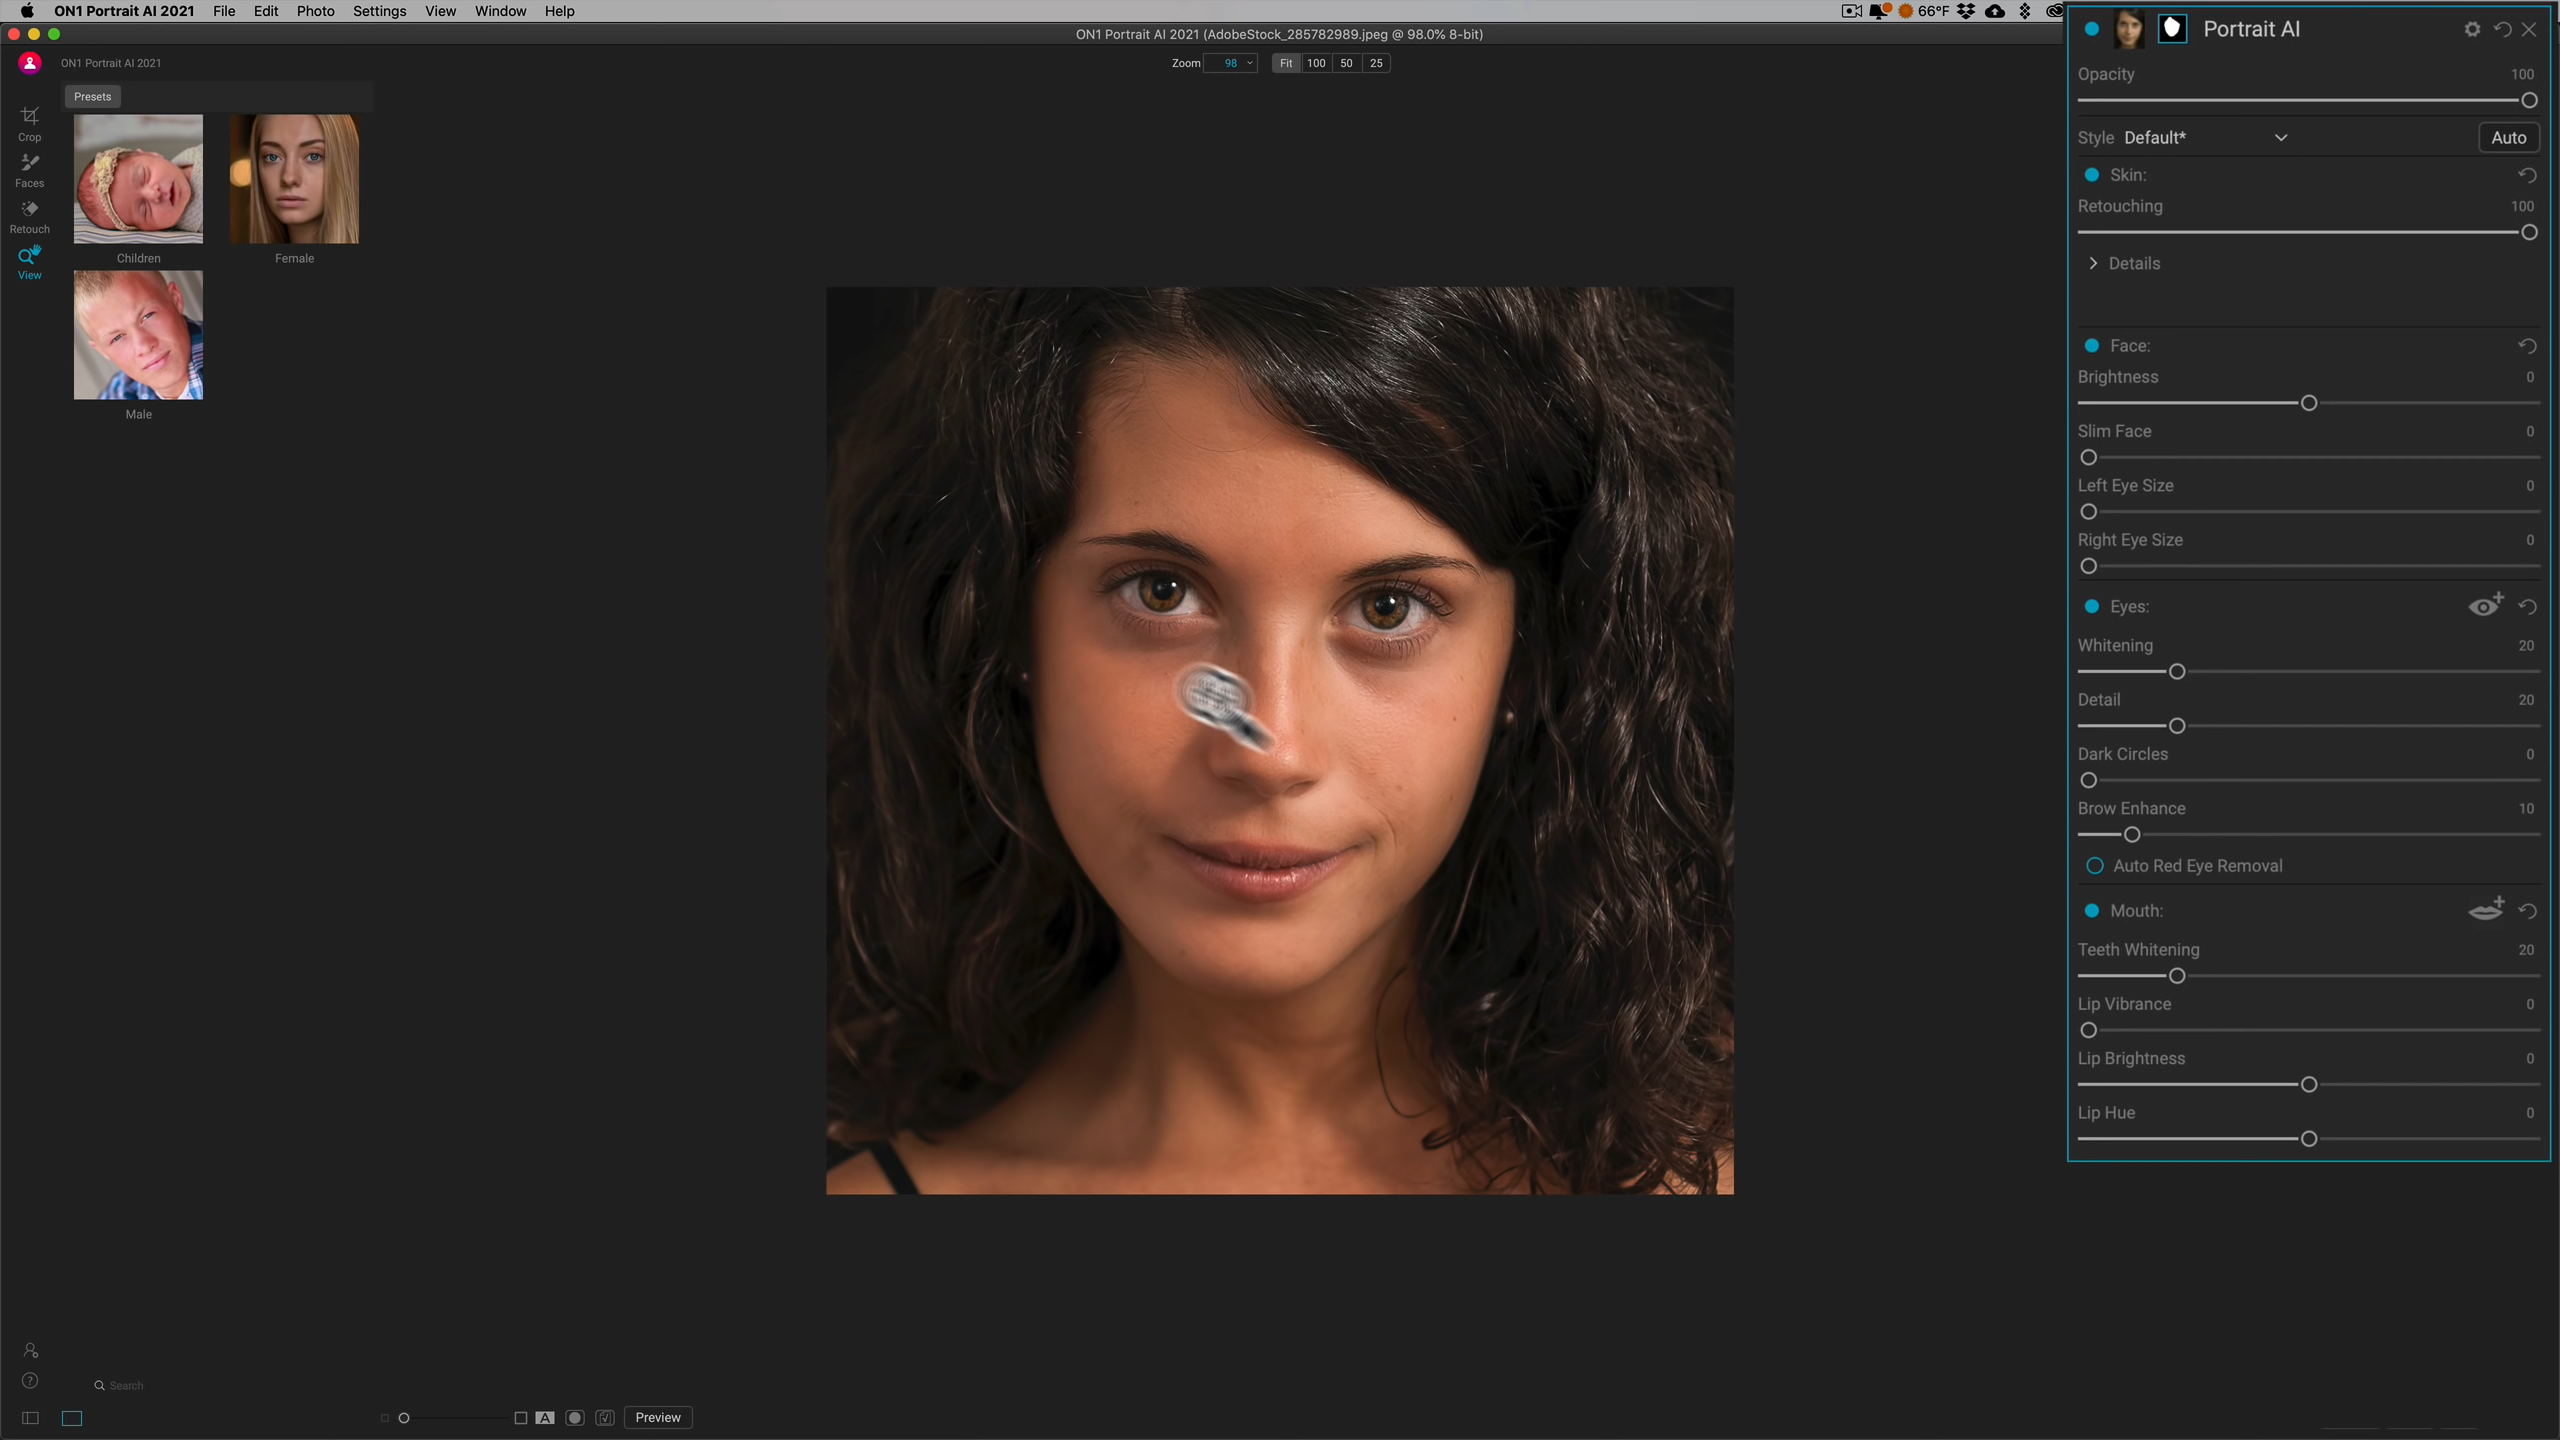 ON1 Portrait AI 2021 File Edit Photo Settings View Window Help 66°F
ON1 Portrait AI 2021 (AdobeStock_285782989.jpeg @ 98.0% 8-bit)
ON1 Portrait AI 2021
Zoom 98 Fit 100 50 25
Presets
Crop
Faces
Retouch
View
Children
Female
Male
Search
A
Preview
Portrait AI
Opacity 100
Style Default* Auto
Skin:
Retouching 100
Details
Face:
Brightness 0
Slim Face 0
Left Eye Size 0
Right Eye Size 0
Eyes:
Whitening 20
Detail 20
Dark Circles 0
Brow Enhance 10
Auto Red Eye Removal
Mouth:
Teeth Whitening 20
Lip Vibrance 0
Lip Brightness 0
Lip Hue 0